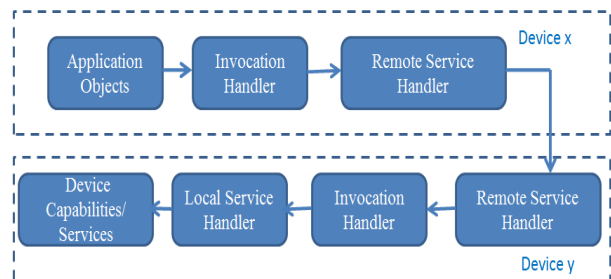 Device x
Application
Objects
Invocation
Handler
Remote Service
Handler
Device
Capabilities/
Services
Local Service
Handler
Invocation
Handler
Remote Service
Handler
Device y